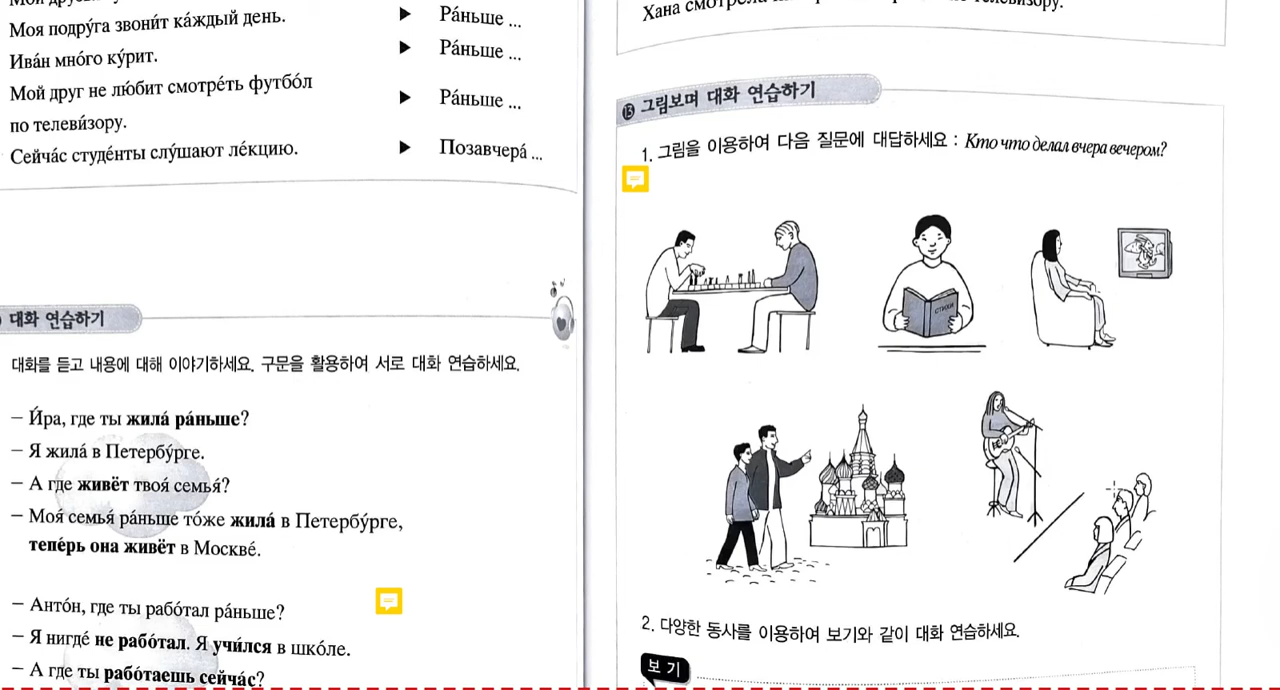 Моя подру́га звони́т ка́ждый день. ▶ Ра́ньше ...
Ива́н мно́го ку́рит. ▶ Ра́ньше ...
Мой друг не лю́бит смотре́ть футбо́л ▶ Ра́ньше ...
по телеви́зору.
Сейча́с студе́нты слу́шают ле́кцию. ▶ Позавчера́ ...
대화 연습하기
대화를 듣고 내용에 대해 이야기하세요. 구문을 활용하여 서로 대화 연습하세요.
– И́ра, где ты жила́ ра́ньше?
– Я жила́ в Петербу́рге.
– А где живёт твоя́ семья́?
– Моя́ семья́ ра́ньше то́же жила́ в Петербу́рге,
тепе́рь она живёт в Москве́.
– Анто́н, где ты рабо́тал ра́ньше?
– Я нигде́ не рабо́тал. Я учи́лся в шко́ле.
– А где ты рабо́таешь сейча́с?
Хана смотре́ла
⓭ 그림보며 대화 연습하기
1. 그림을 이용하여 다음 질문에 대답하세요 : Кто что делал вчера вечером?
СТИХИ
2. 다양한 동사를 이용하여 보기와 같이 대화 연습하세요.
보 기